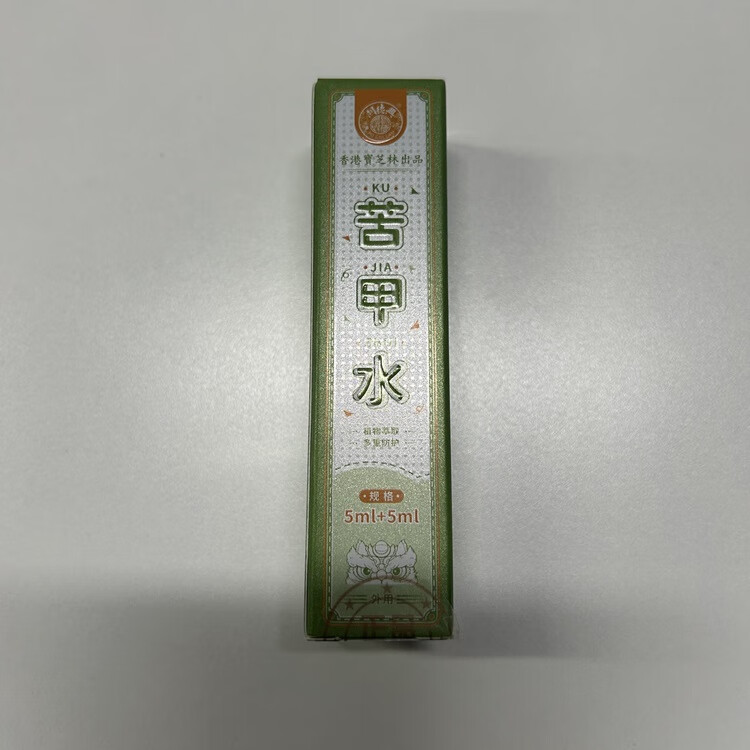 香港寶芝林出品
KU
苦
JIA
甲
水
植物萃取
多重防护
规格
5ml+5ml
外用